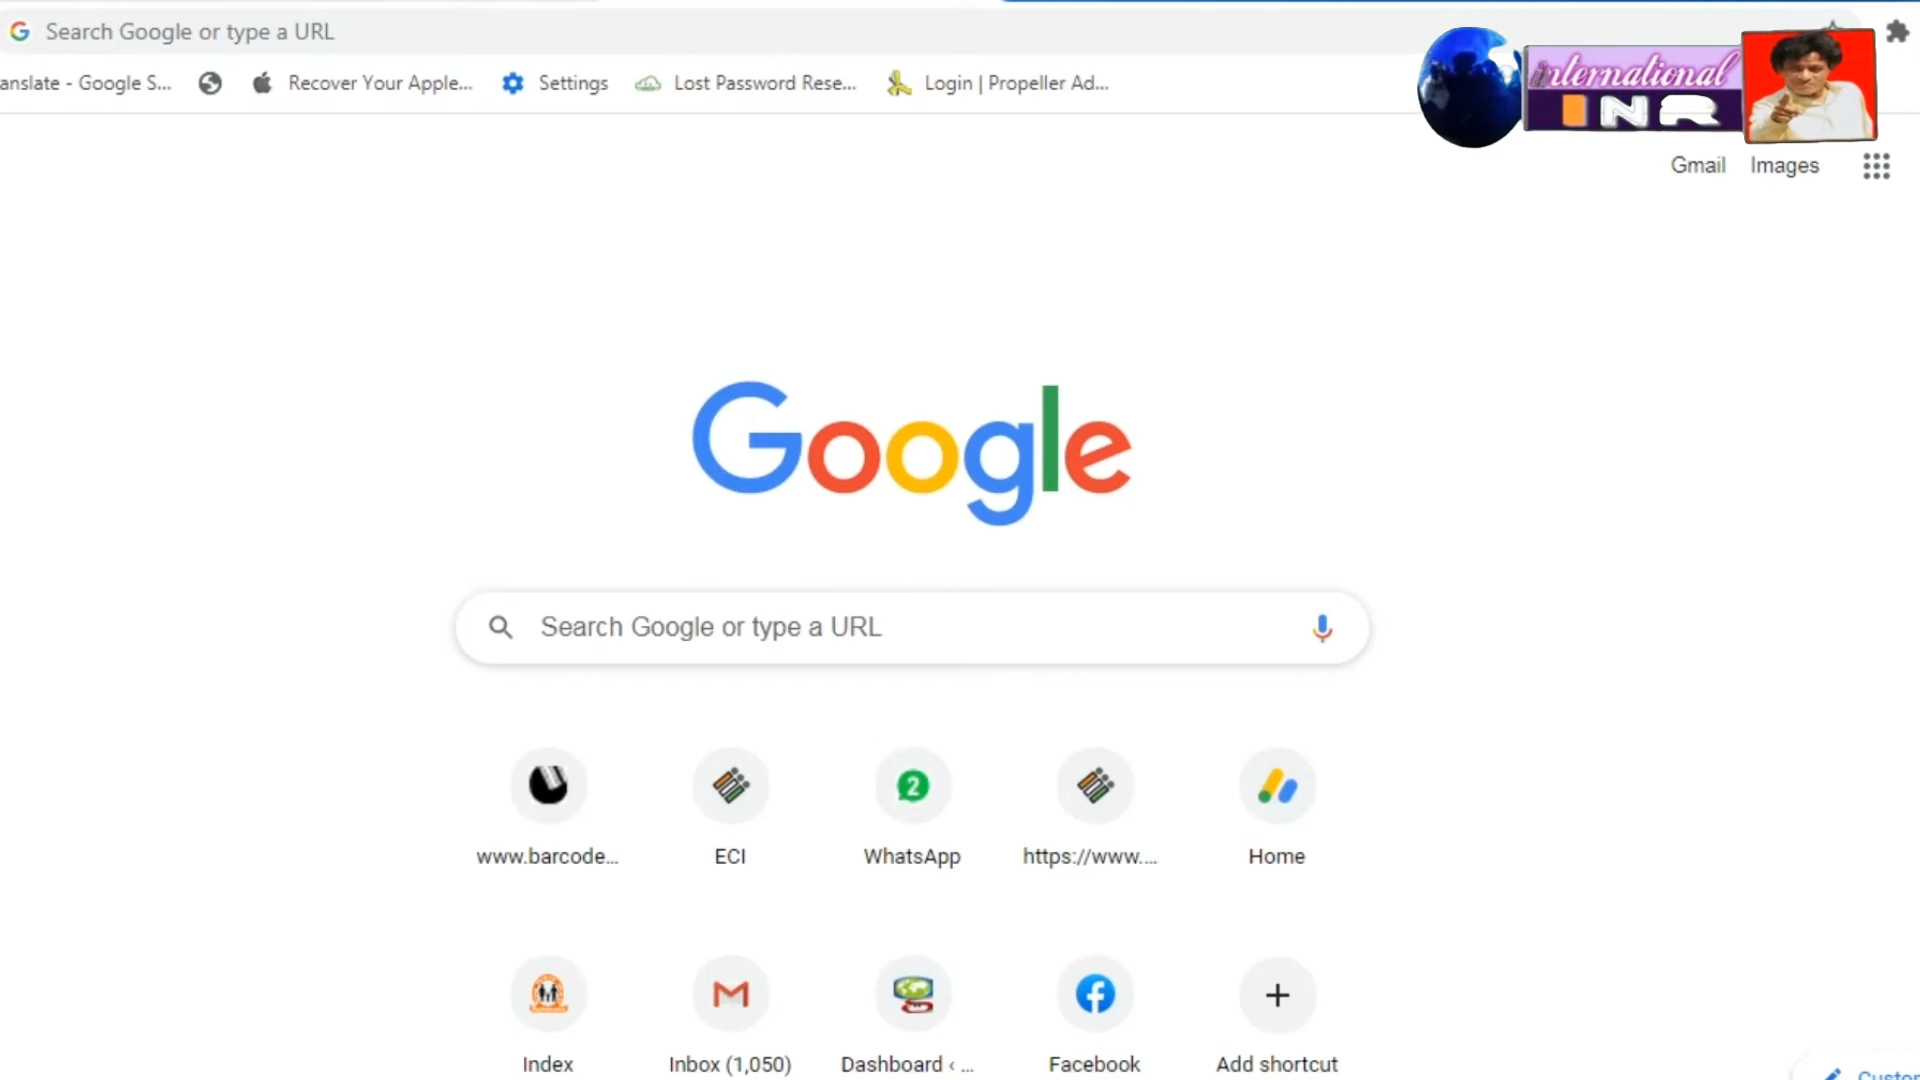 Search Google or type a URL
anslate - Google S... Recover Your Apple... Settings Lost Password Rese... Login | Propeller Ad...
international
INR
Gmail Images
Google
Search Google or type a URL
www.barcode... ECI WhatsApp https://www.... Home
2
Index Inbox (1,050) Dashboard ‹ ... Facebook Add shortcut